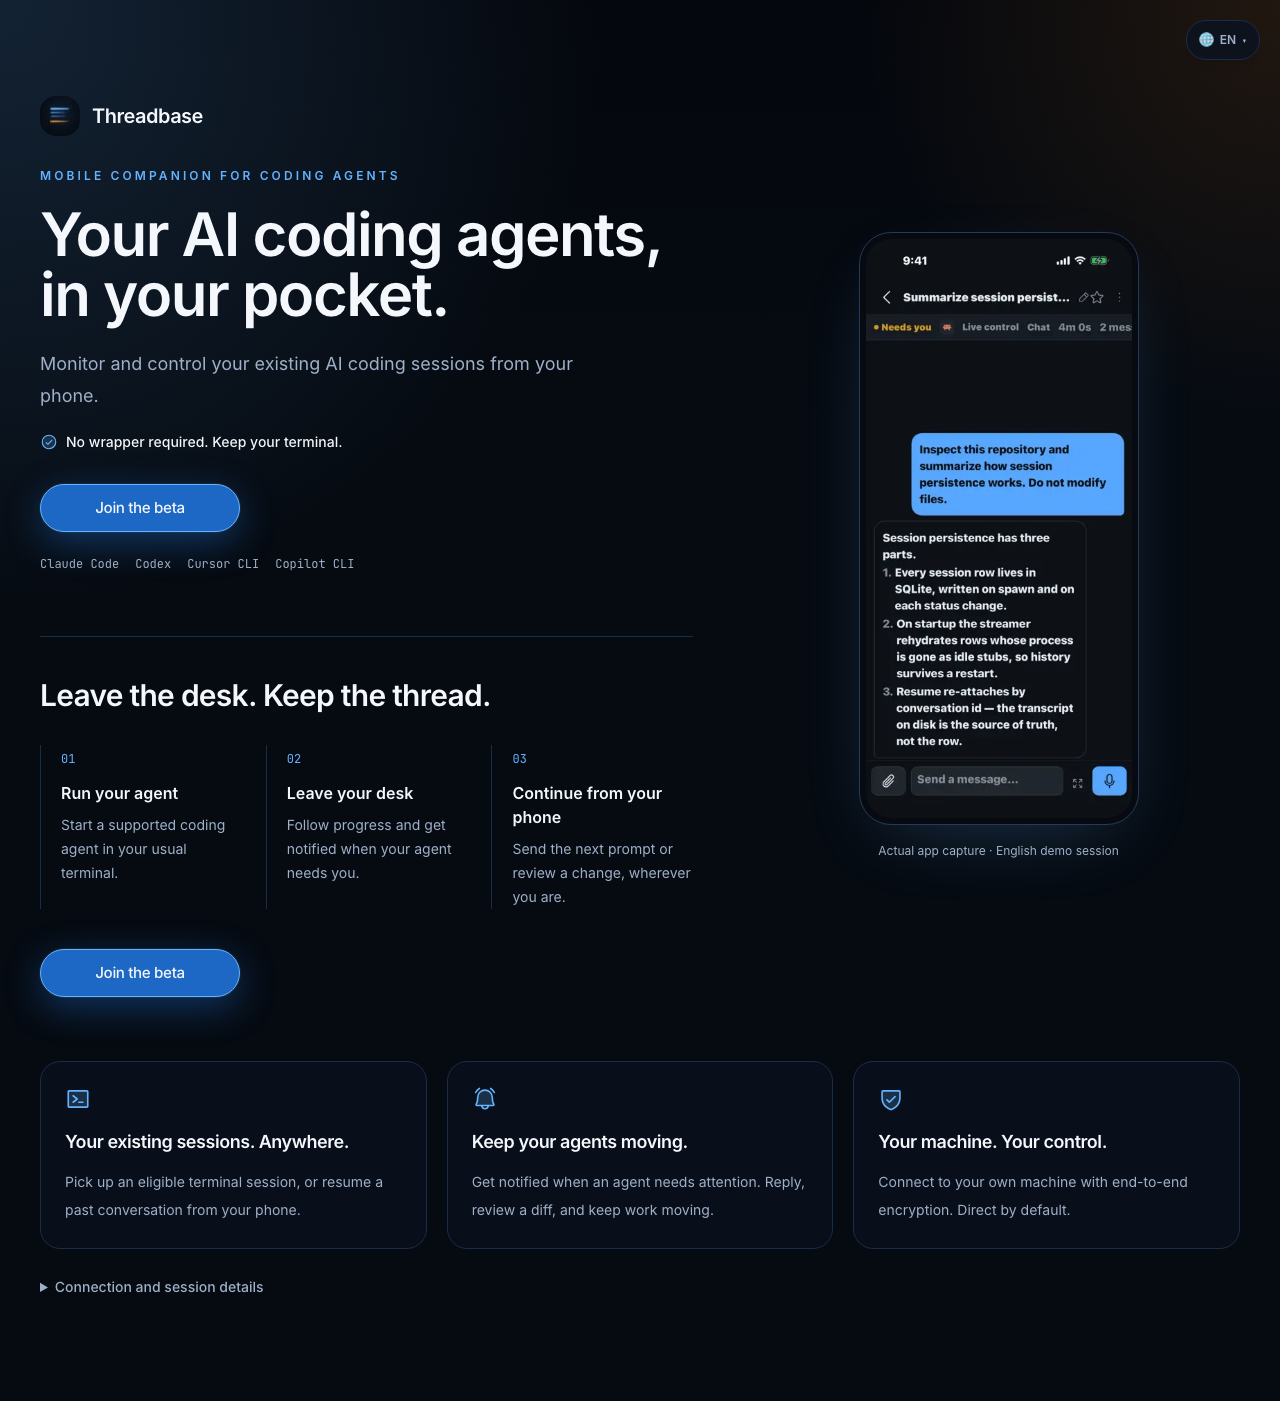 EN
Threadbase
MOBILE COMPANION FOR CODING AGENTS
Your AI coding agents,
in your pocket.
Monitor and control your existing AI coding sessions from your
phone.
No wrapper required. Keep your terminal.
Join the beta
Claude Code Codex Cursor CLI Copilot CLI
Leave the desk. Keep the thread.
01
Run your agent
Start a supported coding
agent in your usual
terminal.
02
Leave your desk
Follow progress and get
notified when your agent
needs you.
03
Continue from your
phone
Send the next prompt or
review a change, wherever
you are.
Join the beta
9:41
Summarize session persist...
Needs you Live control Chat 4m 0s 2 mes
Inspect this repository and
summarize how session
persistence works. Do not modify
files.
Session persistence has three
parts.
1. Every session row lives in
SQLite, written on spawn and on
each status change.
2. On startup the streamer
rehydrates rows whose process
is gone as idle stubs, so history
survives a restart.
3. Resume re-attaches by
conversation id — the transcript
on disk is the source of truth,
not the row.
Send a message...
Actual app capture · English demo session
Your existing sessions. Anywhere.
Pick up an eligible terminal session, or resume a
past conversation from your phone.
Keep your agents moving.
Get notified when an agent needs attention. Reply,
review a diff, and keep work moving.
Your machine. Your control.
Connect to your own machine with end-to-end
encryption. Direct by default.
Connection and session details